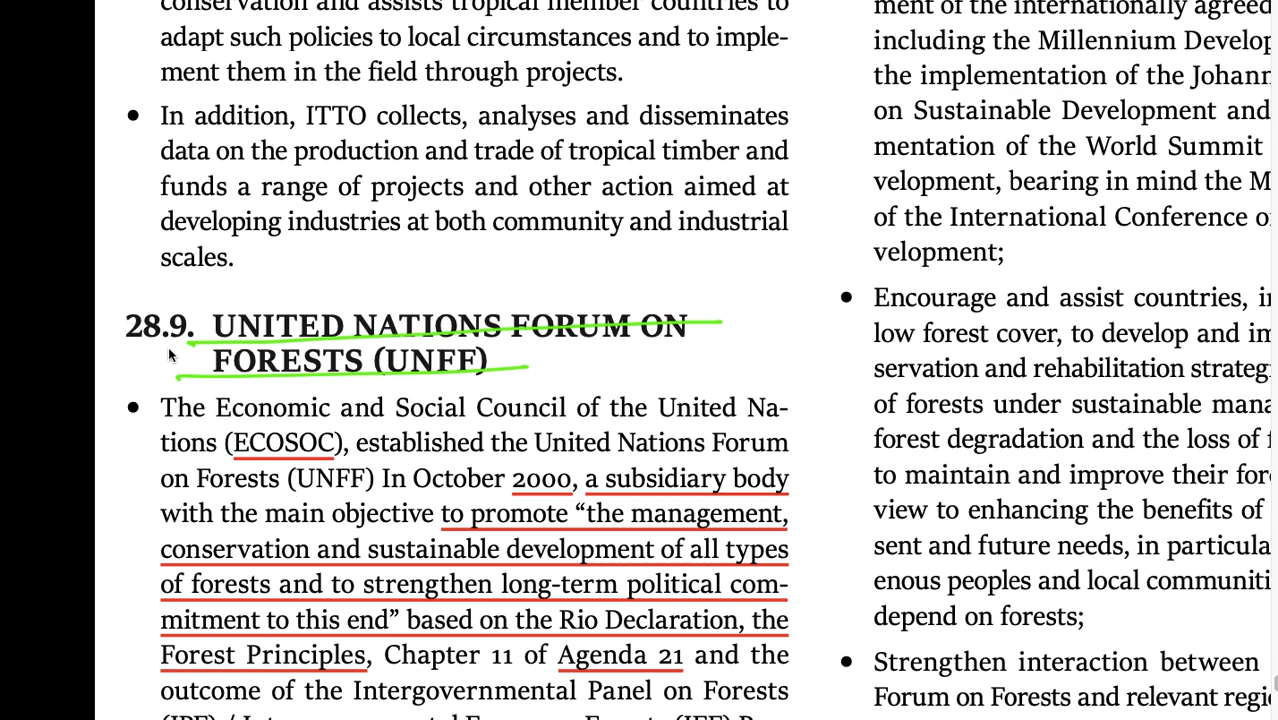 conservation and assists tropical member countries to
adapt such policies to local circumstances and to imple-
ment them in the field through projects.
• In addition, ITTO collects, analyses and disseminates
data on the production and trade of tropical timber and
funds a range of projects and other action aimed at
developing industries at both community and industrial
scales.
28.9. UNITED NATIONS FORUM ON
FORESTS (UNFF)
• The Economic and Social Council of the United Na-
tions (ECOSOC), established the United Nations Forum
on Forests (UNFF) In October 2000, a subsidiary body
with the main objective to promote “the management,
conservation and sustainable development of all types
of forests and to strengthen long-term political com-
mitment to this end” based on the Rio Declaration, the
Forest Principles, Chapter 11 of Agenda 21 and the
outcome of the Intergovernmental Panel on Forests
ment of the internationally agreed
including the Millennium Develop
the implementation of the Johann
on Sustainable Development and
mentation of the World Summit
velopment, bearing in mind the M
of the International Conference o
velopment;
• Encourage and assist countries, i
low forest cover, to develop and im
servation and rehabilitation strateg
of forests under sustainable mana
forest degradation and the loss of f
to maintain and improve their for
view to enhancing the benefits of
sent and future needs, in particula
enous peoples and local communiti
depend on forests;
• Strengthen interaction between
Forum on Forests and relevant regi